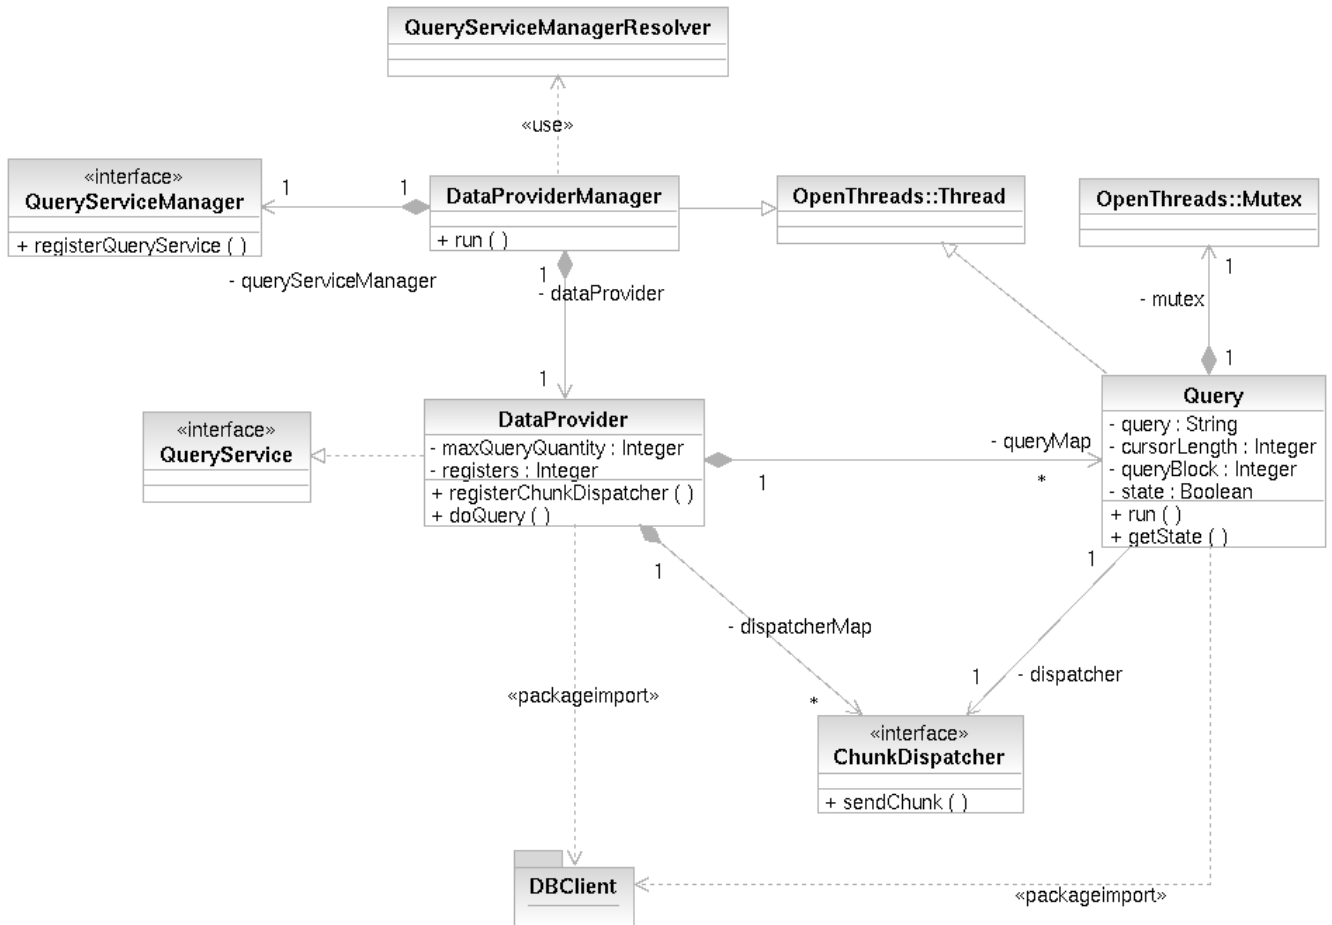 QueryServiceManagerResolver
«use»
«interface»
QueryServiceManager
+ registerQueryService ( )
1
1
DataProviderManager
+ run ( )
OpenThreads::Thread
OpenThreads::Mutex
- queryServiceManager
1
- dataProvider
1
1
- mutex
1
«interface»
QueryService
DataProvider
- maxQueryQuantity : Integer
- registers : Integer
+ registerChunkDispatcher ( )
+ doQuery ( )
1
- queryMap
*
Query
- query : String
- cursorLength : Integer
- queryBlock : Integer
- state : Boolean
+ run ( )
+ getState ( )
1
- dispatcherMap
*
1
1
- dispatcher
«packageimport»
«interface»
ChunkDispatcher
+ sendChunk ( )
DBClient
«packageimport»